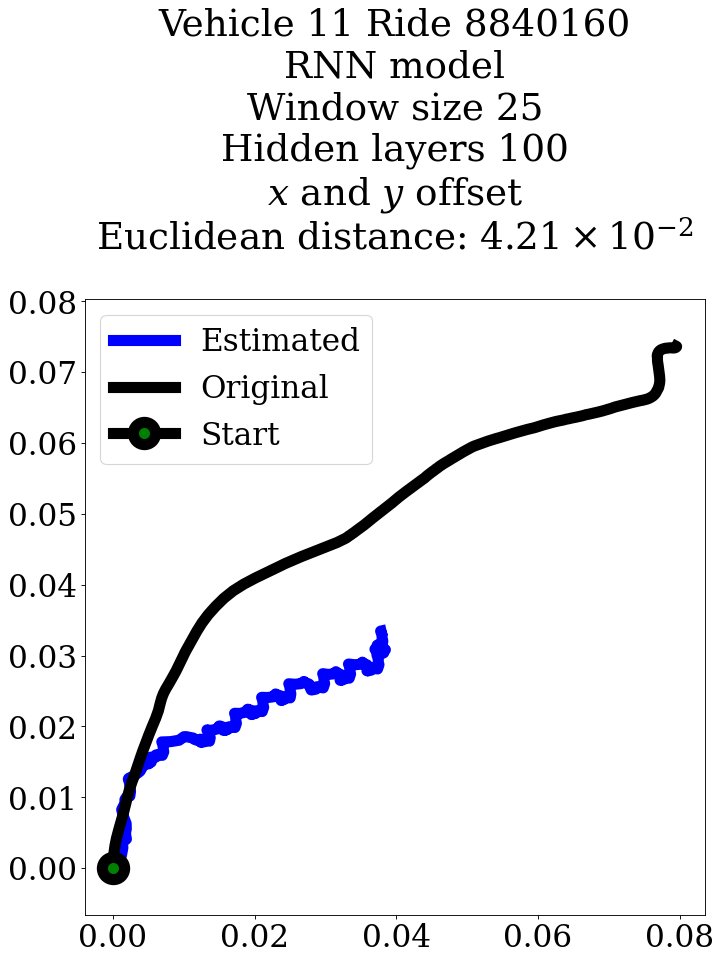 Vehicle 11 Ride 8840160
RNN model
Window size 25
Hidden layers 100
x and y offset
Euclidean distance: 4.21 × 10⁻²
0.08
0.07
0.06
0.05
0.04
0.03
0.02
0.01
0.00
Estimated
Original
Start
0.00 0.02 0.04 0.06 0.08